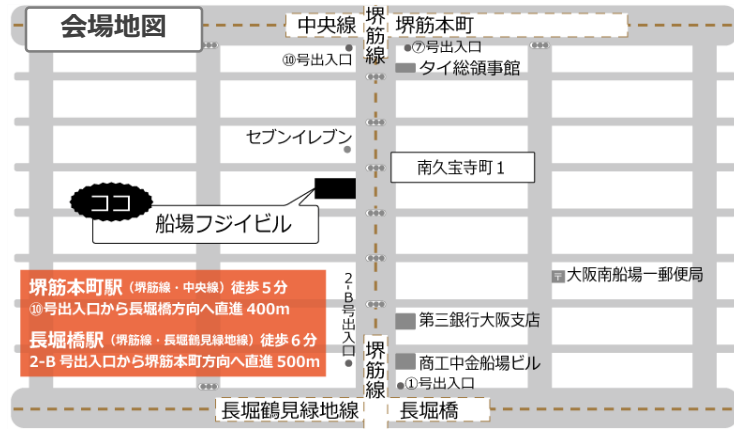 会場地図
中央線
堺筋線
堺筋本町
⑩号出入口
⑦号出入口
タイ総領事館
セブンイレブン
南久宝寺町1
ココ
船場フジイビル
堺筋本町駅（堺筋線・中央線）徒歩5分
⑩号出入口から長堀橋方向へ直進 400m
長堀橋駅（堺筋線・長堀鶴見緑地線）徒歩6分
2-B 号出入口から堺筋本町方向へ直進 500m
2-B号出入口
〒大阪南船場一郵便局
第三銀行大阪支店
商工中金船場ビル
①号出入口
堺筋線
長堀鶴見緑地線
長堀橋